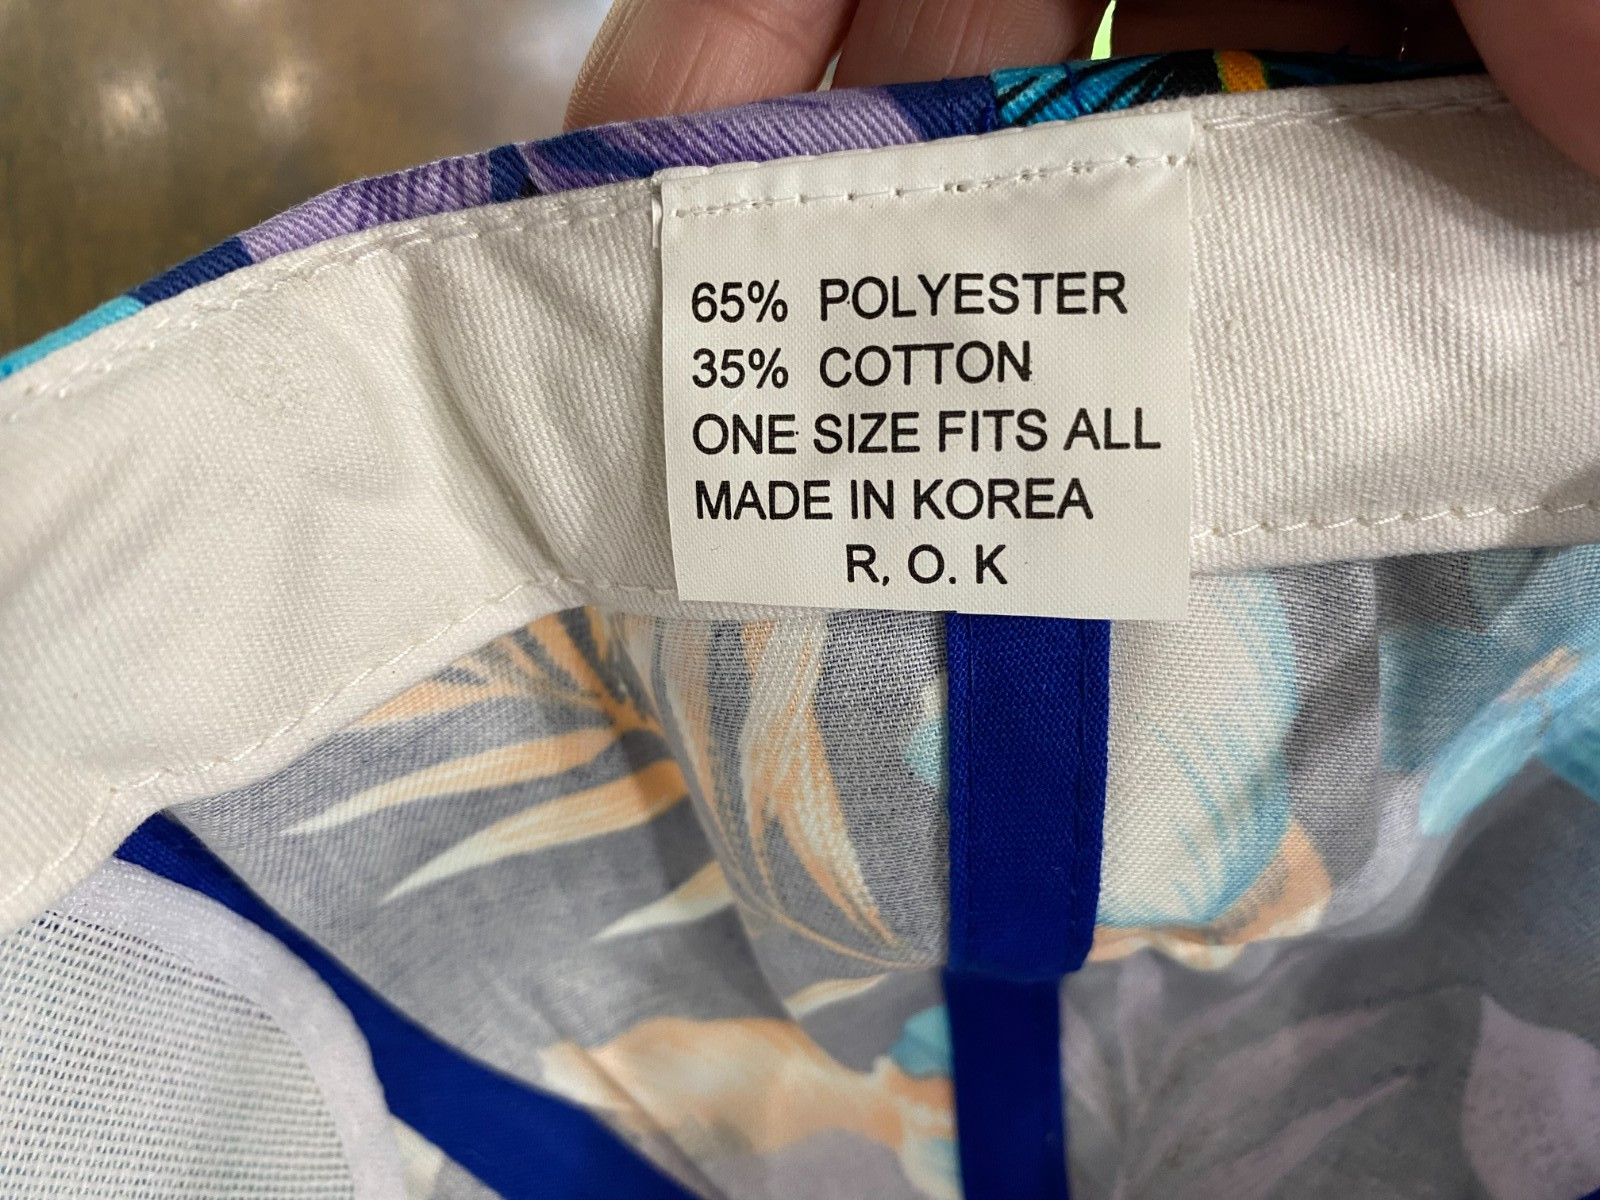 65% POLYESTER
35% COTTON
ONE SIZE FITS ALL
MADE IN KOREA
R, O. K